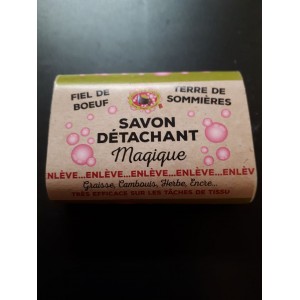 FIEL DE
BOEUF
TERRE DE
SOMMIÈRES
SAVON
DÉTACHANT
Magique
NLÈVE...ENLÈVE...ENLÈVE...ENLÈVE...ENLÈV
Graisse, Cambouis, Herbe, Encre...
TRÈS EFFICACE SUR LES TÂCHES DE TISSU